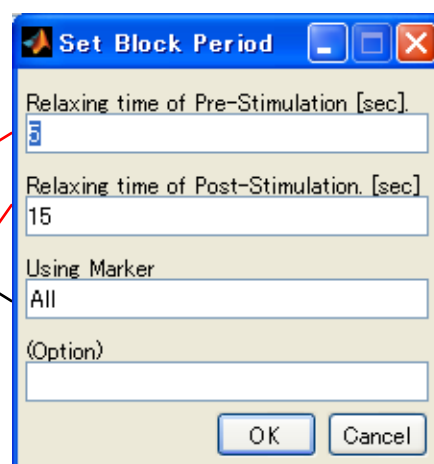 Set Block Period
Relaxing time of Pre-Stimulation [sec].
5
Relaxing time of Post-Stimulation. [sec]
15
Using Marker
All
(Option)
OK Cancel